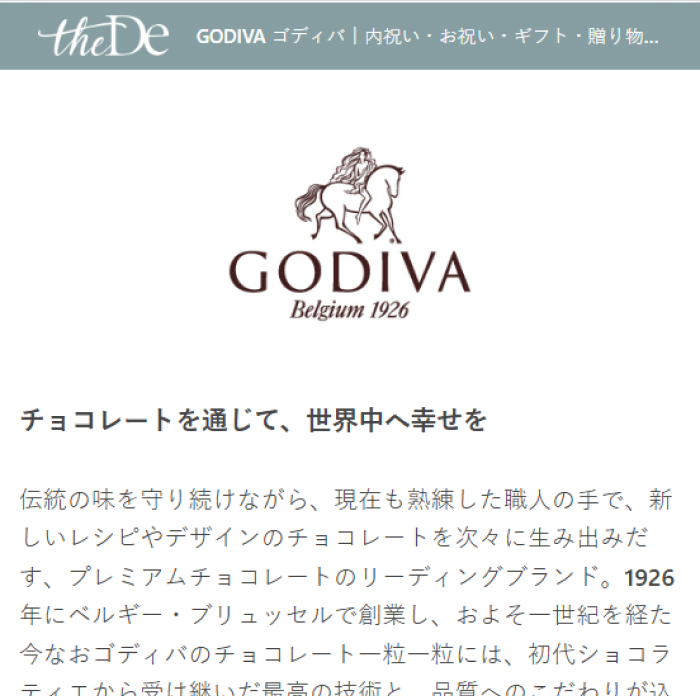 theDe
GODIVA ゴディバ｜内祝い・お祝い・ギフト・贈り物...
GODIVA
Belgium 1926
チョコレートを通じて、世界中へ幸せを
伝統の味を守り続けながら、現在も熟練した職人の手で、新
しいレシピやデザインのチョコレートを次々に生み出みだ
す、プレミアムチョコレートのリーディングブランド。1926
年にベルギー・ブリュッセルで創業し、およそ一世紀を経た
今なおゴディバのチョコレート一粒一粒には、初代ショコラ
ティエから受け継いだ最高の技術と、品質へのこだわりが込